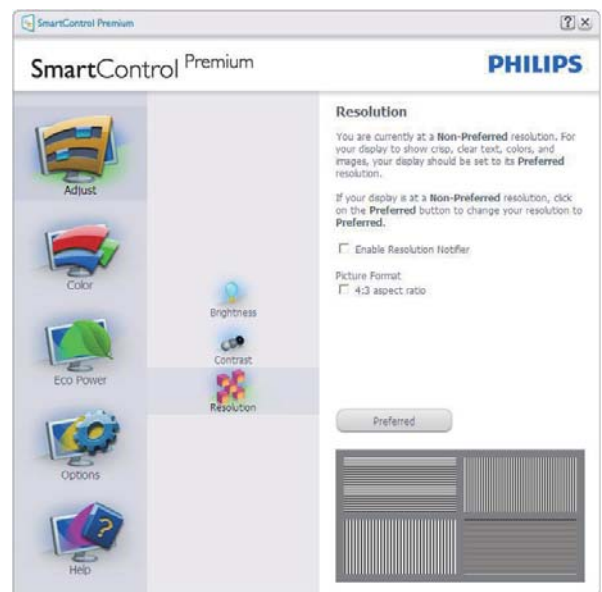 SmartControl Premium
SmartControl Premium
PHILIPS
Adjust
Color
Eco Power
Options
Help
Brightness
Contrast
Resolution
Resolution
You are currently at a Non-Preferred resolution. For
your display to show crisp, clear text, colors, and
images, your display should be set to its Preferred
resolution.
If your display is at a Non-Preferred resolution, click
on the Preferred button to change your resolution to
Preferred.
Enable Resolution Notifier
Picture Format
4:3 aspect ratio
Preferred